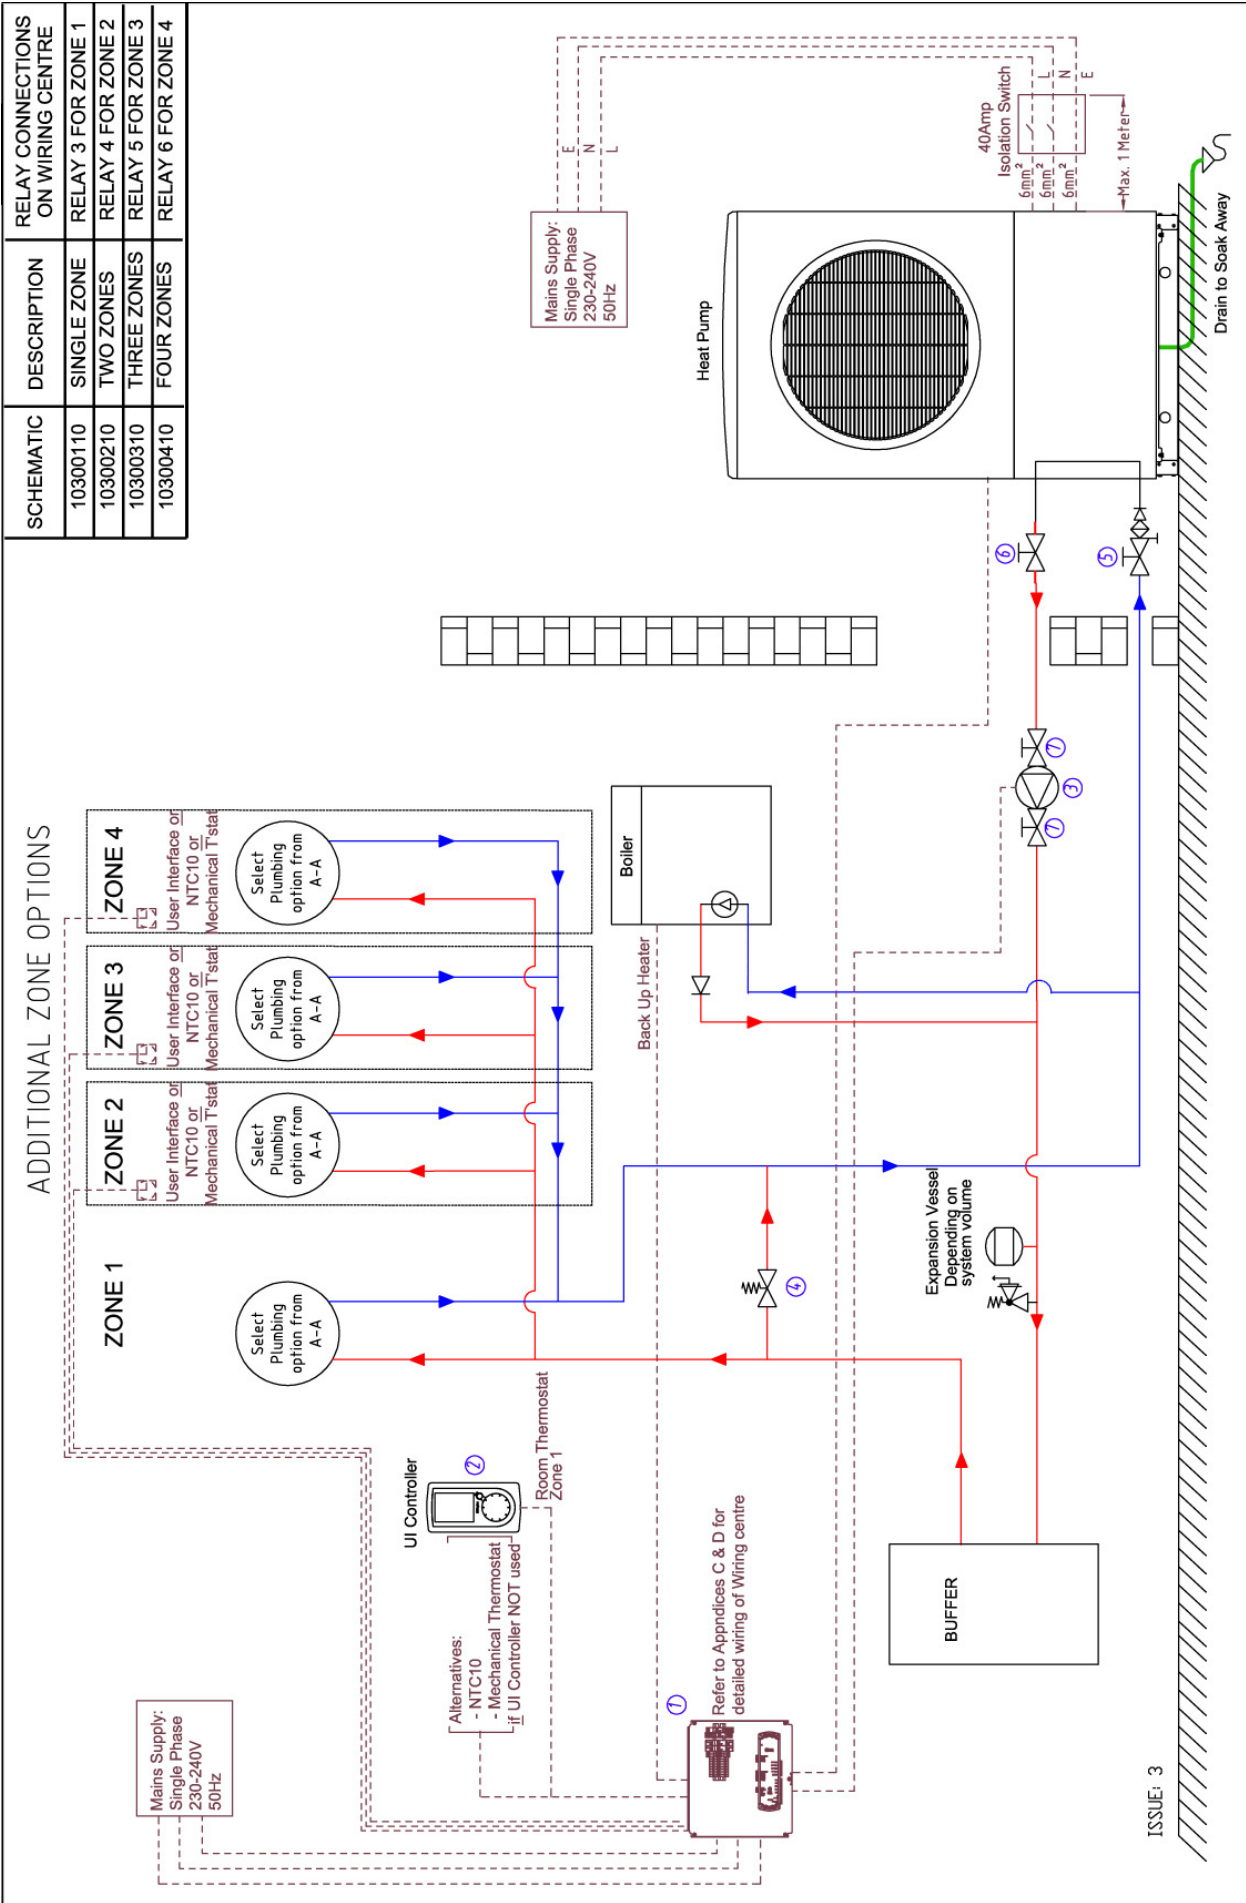 SCHEMATIC DESCRIPTION RELAY CONNECTIONS
ON WIRING CENTRE
10300110 SINGLE ZONE RELAY 3 FOR ZONE 1
10300210 TWO ZONES RELAY 4 FOR ZONE 2
10300310 THREE ZONES RELAY 5 FOR ZONE 3
10300410 FOUR ZONES RELAY 6 FOR ZONE 4
ADDITIONAL ZONE OPTIONS
ZONE 1
ZONE 2
ZONE 3
ZONE 4
User Interface or
NTC10 or
Mechanical T'stat
User Interface or
NTC10 or
Mechanical T'stat
User Interface or
NTC10 or
Mechanical T'stat
Select
Plumbing
option from
A-A
Select
Plumbing
option from
A-A
Select
Plumbing
option from
A-A
Select
Plumbing
option from
A-A
Mains Supply:
Single Phase
230-240V
50Hz
UI Controller
2
Alternatives:
- NTC10
- Mechanical Thermostat
if UI Controller NOT used
Room Thermostat
Zone 1
Boiler
Back Up Heater
Mains Supply:
Single Phase
230-240V
50Hz
E
N
L
40Amp
Isolation Switch
L
N
E
6mm²
6mm²
6mm²
Max. 1 Meter
Heat Pump
Drain to Soak Away
1
Refer to Appndices C & D for
detailed wiring of Wiring centre
4
Expansion Vessel
Depending on
system volume
BUFFER
7
3
7
6
5
ISSUE: 3